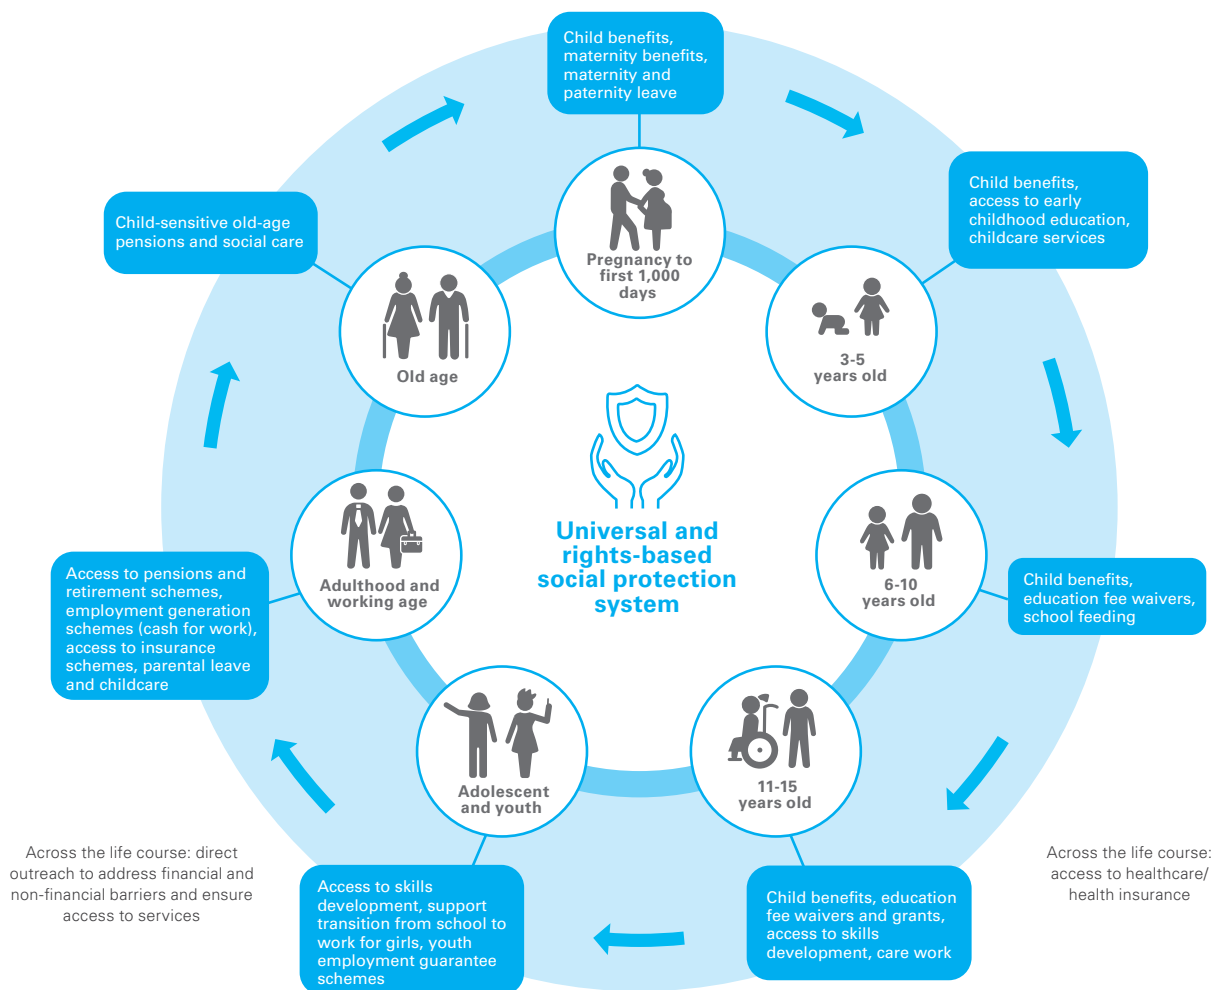 Child benefits,
maternity benefits,
maternity and
paternity leave
Pregnancy to
first 1,000
days
Child benefits,
access to early
childhood education,
childcare services
3-5
years old
Child benefits,
education fee waivers,
school feeding
6-10
years old
Child benefits, education
fee waivers and grants,
access to skills
development, care work
11-15
years old
Access to skills
development, support
transition from school to
work for girls, youth
employment guarantee
schemes
Adolescent
and youth
Access to pensions and
retirement schemes,
employment generation
schemes (cash for work),
access to insurance
schemes, parental leave
and childcare
Adulthood and
working age
Child-sensitive old-age
pensions and social care
Old age
Universal and
rights-based
social protection
system
Across the life course: direct
outreach to address financial and
non-financial barriers and ensure
access to services
Across the life course:
access to healthcare/
health insurance